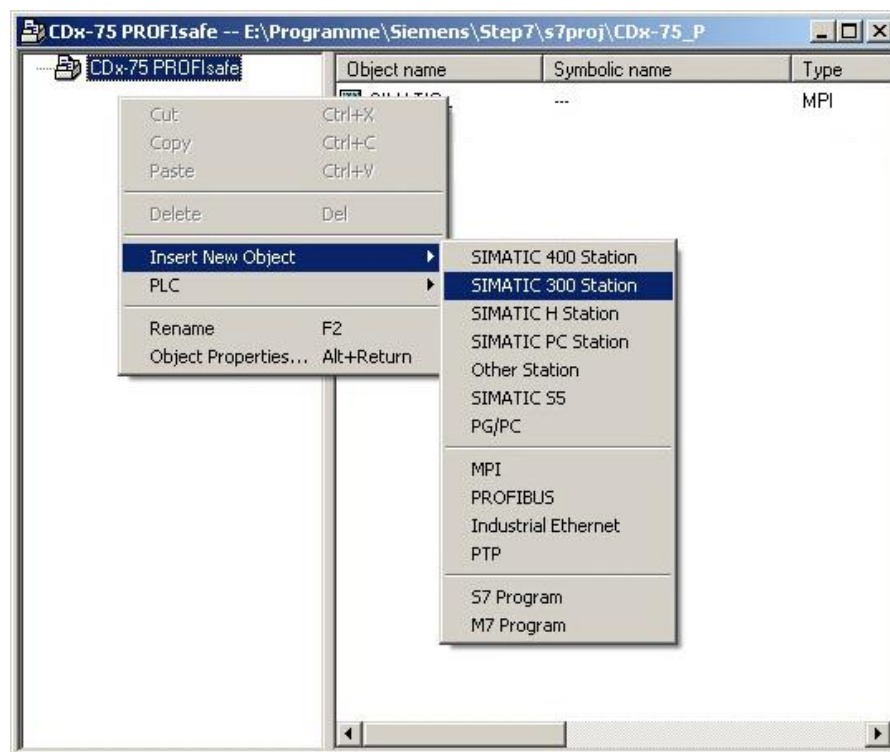 CDx-75 PROFIsafe -- E:\Programme\Siemens\Step7\s7proj\CDx-75_P
CDx-75 PROFIsafe
Object name Symbolic name Type
--- MPI
Cut Ctrl+X
Copy Ctrl+C
Paste Ctrl+V
Delete Del
Insert New Object
PLC
Rename F2
Object Properties... Alt+Return
SIMATIC 400 Station
SIMATIC 300 Station
SIMATIC H Station
SIMATIC PC Station
Other Station
SIMATIC S5
PG/PC
MPI
PROFIBUS
Industrial Ethernet
PTP
S7 Program
M7 Program